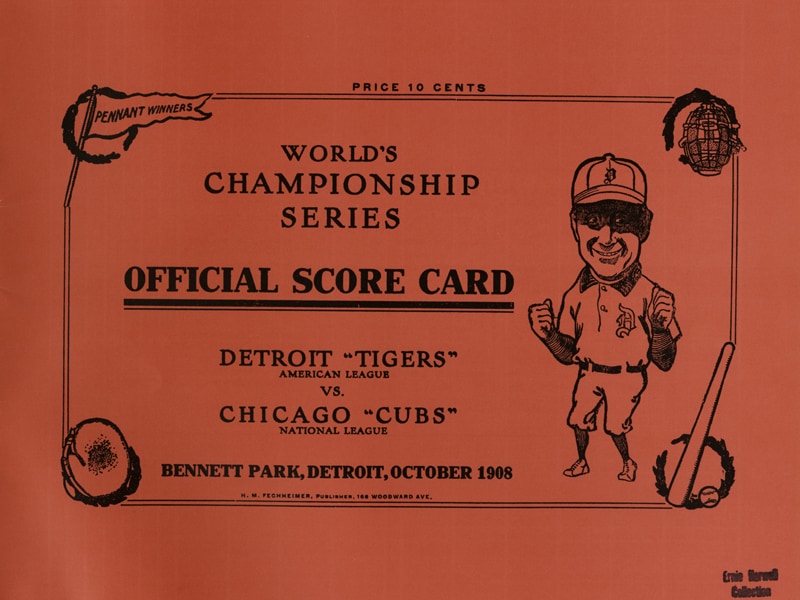 PRICE 10 CENTS
PENNANT WINNERS
WORLD'S
CHAMPIONSHIP
SERIES
OFFICIAL SCORE CARD
DETROIT "TIGERS"
AMERICAN LEAGUE
VS.
CHICAGO "CUBS"
NATIONAL LEAGUE
BENNETT PARK, DETROIT, OCTOBER 1908
H. M. FECHHEIMER, PUBLISHER, 166 WOODWARD AVE.
D
D
Ernie Harwell
Collection